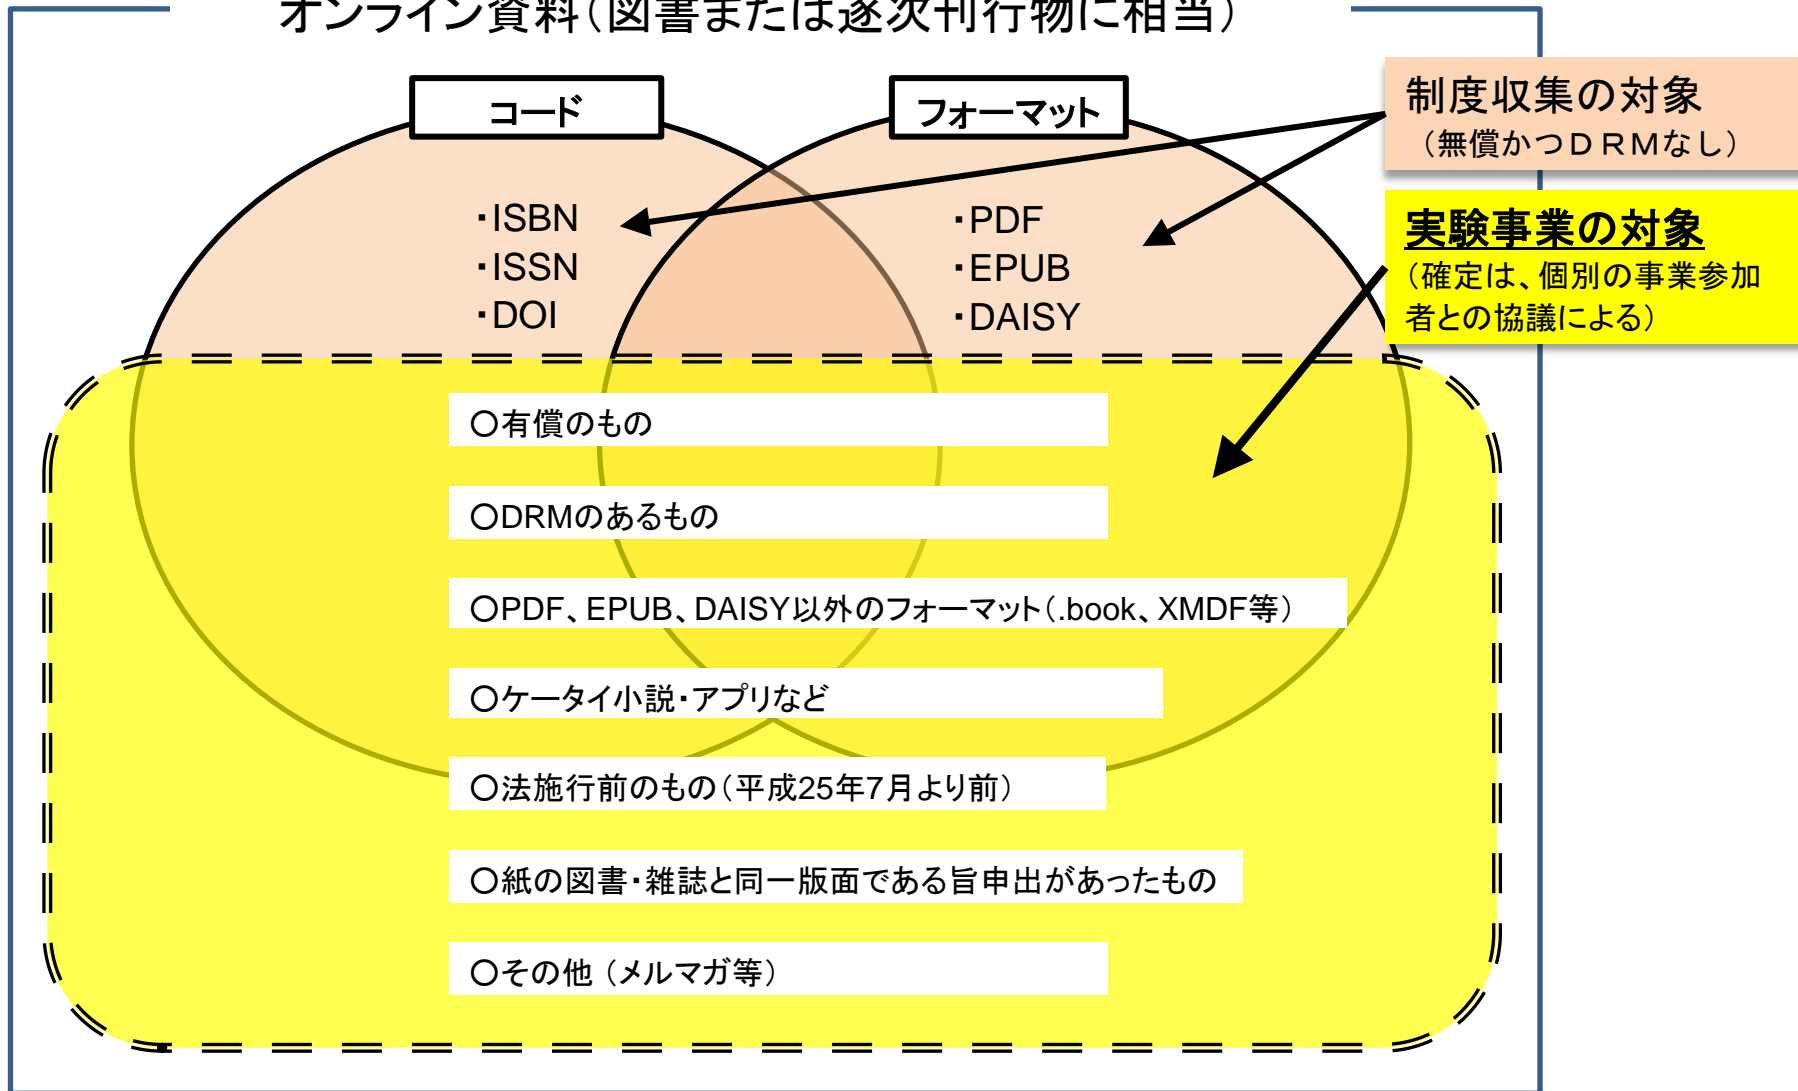 オンライン資料（図書または逐次刊行物に相当）
コード
フォーマット
制度収集の対象
（無償かつＤＲＭなし）
・ISBN
・ISSN
・DOI
・PDF
・EPUB
・DAISY
実験事業の対象
（確定は、個別の事業参加
者との協議による）
○有償のもの
○DRMのあるもの
○PDF、EPUB、DAISY以外のフォーマット（.book、XMDF等）
○ケータイ小説・アプリなど
○法施行前のもの（平成25年7月より前）
○紙の図書・雑誌と同一版面である旨申出があったもの
○その他（メルマガ等）